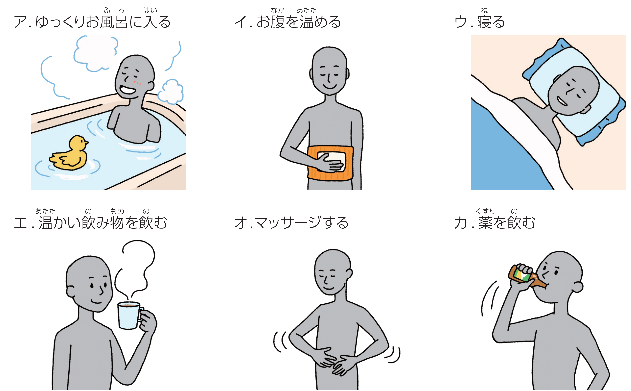 ア.ゆっくりお風呂に入る
イ.お腹を温める
ウ.寝る
エ.温かい飲み物を飲む
オ.マッサージする
カ.薬を飲む